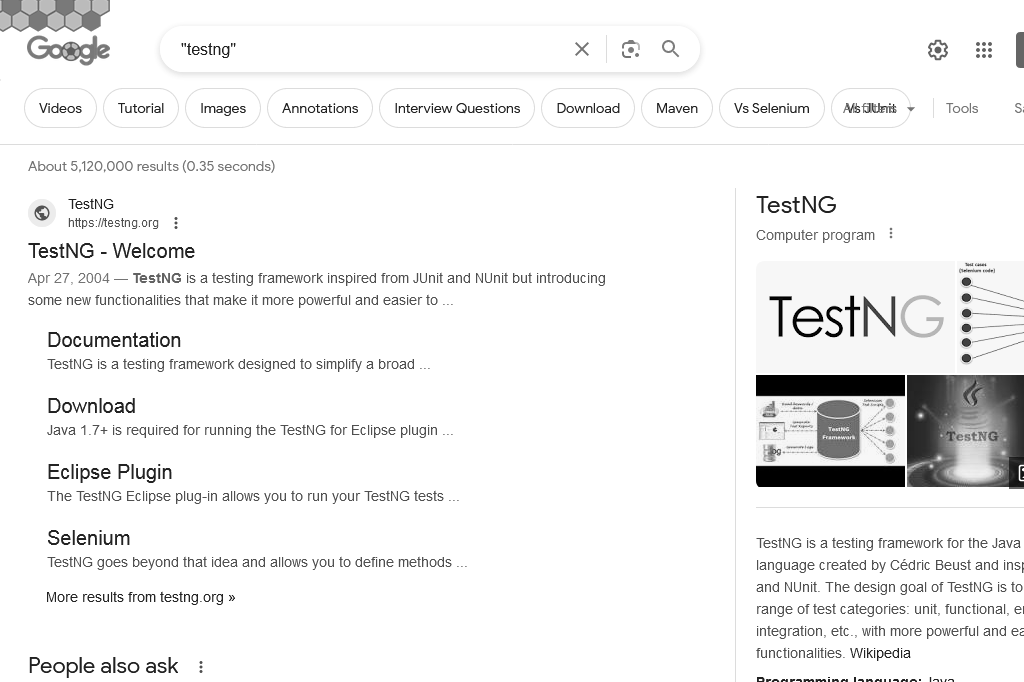 Google
"testng"
Videos
Tutorial
Images
Annotations
Interview Questions
Download
Maven
Vs Selenium
Vs JUnit
All filters
Tools
About 5,120,000 results (0.35 seconds)
TestNG
https://testng.org
TestNG - Welcome
Apr 27, 2004 — TestNG is a testing framework inspired from JUnit and NUnit but introducing
some new functionalities that make it more powerful and easier to ...
Documentation
TestNG is a testing framework designed to simplify a broad ...
Download
Java 1.7+ is required for running the TestNG for Eclipse plugin ...
Eclipse Plugin
The TestNG Eclipse plug-in allows you to run your TestNG tests ...
Selenium
TestNG goes beyond that idea and allows you to define methods ...
More results from testng.org »
People also ask
TestNG
Computer program
TestNG
Test cases
(Selenium code)
TestNG
Framework
TestNG
TestNG is a testing framework for the Java
language created by Cédric Beust and insp
and NUnit. The design goal of TestNG is to
range of test categories: unit, functional, en
integration, etc., with more powerful and ea
functionalities. Wikipedia
Programming language: Java